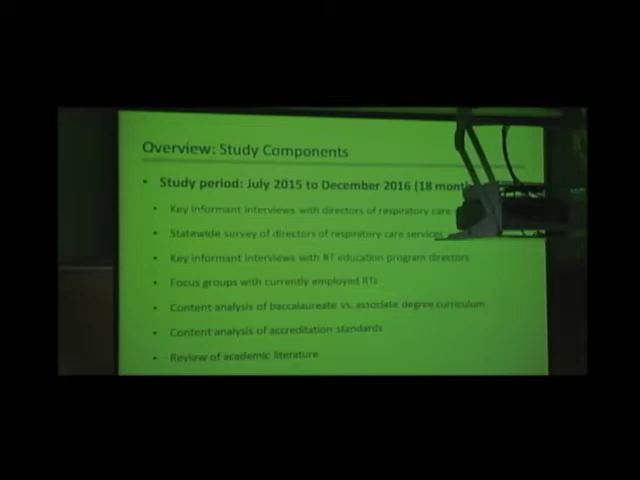 Overview: Study Components
• Study period: July 2015 to December 2016 (18 mont
• Key informant interviews with directors of respiratory care
• Statewide survey of directors of respiratory care services
• Key informant interviews with RT education program directors
• Focus groups with currently employed RTs
• Content analysis of baccalaureate vs. associate degree curriculum
• Content analysis of accreditation standards
• Review of academic literature